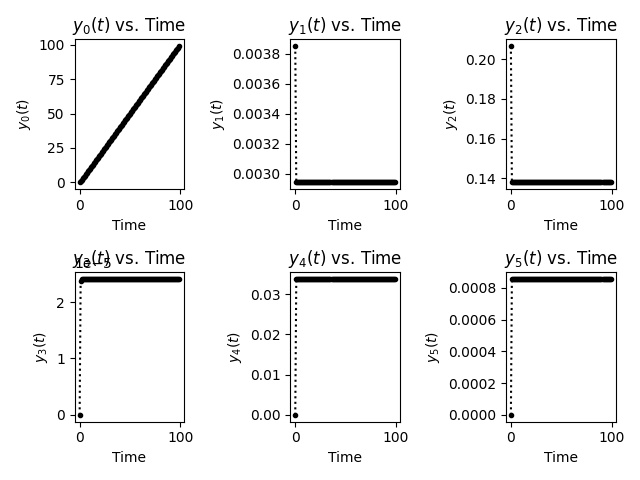 y₀(t) vs. Time
y₁(t) vs. Time
y₂(t) vs. Time
100
75
50
25
0
y₀(t)
0 100
Time
0.0038
0.0036
0.0034
0.0032
0.0030
y₁(t)
0 100
Time
0.20
0.18
0.16
0.14
y₂(t)
0 100
Time
y₃(t) vs. Time
1e−5
y₄(t) vs. Time
y₅(t) vs. Time
2
1
0
y₃(t)
0 100
Time
0.03
0.02
0.01
0.00
y₄(t)
0 100
Time
0.0008
0.0006
0.0004
0.0002
0.0000
y₅(t)
0 100
Time